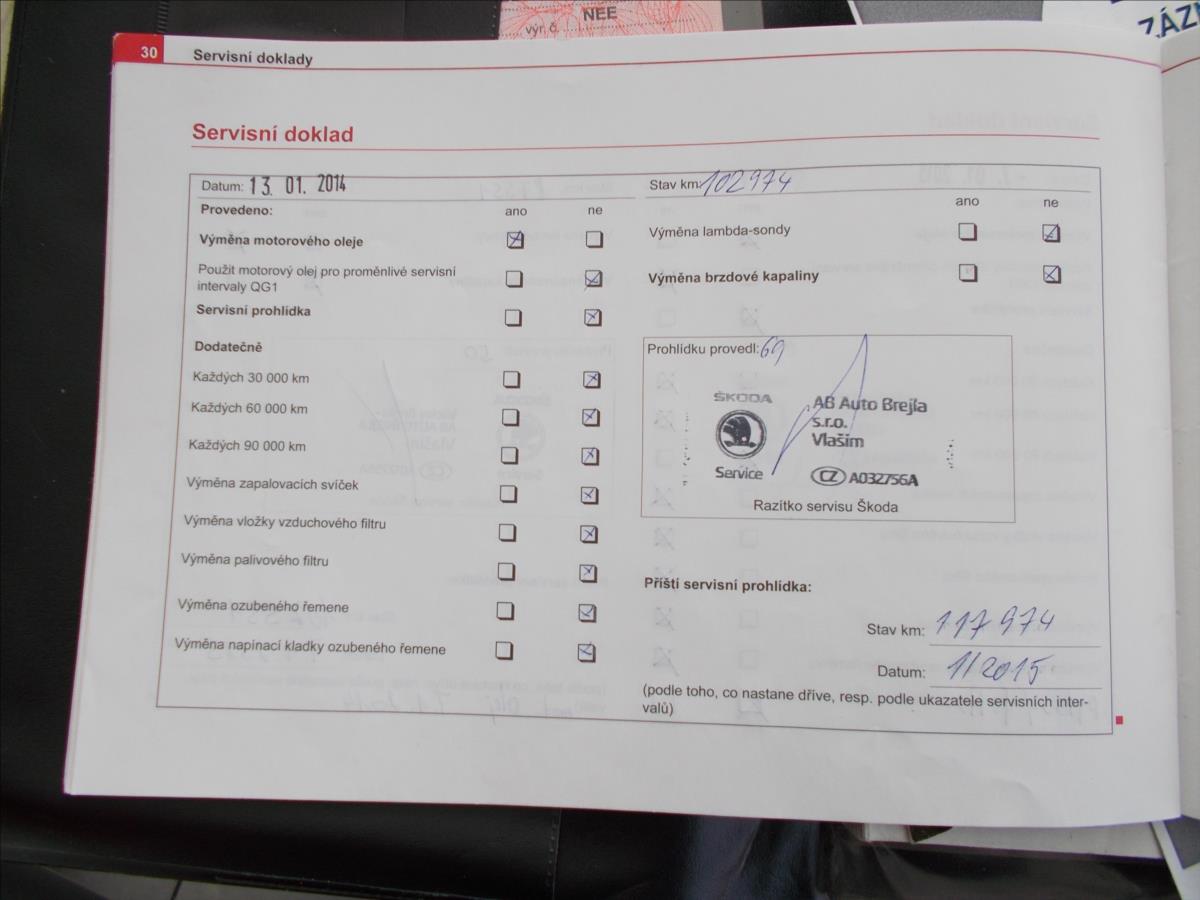 NEE
výr. č.
ZÁZN
30 Servisní doklady
Servisní doklad
Datum: 13. 01. 2014
Provedeno: ano ne
Výměna motorového oleje
Použit motorový olej pro proměnlivé servisní
intervaly QG1
Servisní prohlídka
Dodatečně
Každých 30 000 km
Každých 60 000 km
Každých 90 000 km
Výměna zapalovacích svíček
Výměna vložky vzduchového filtru
Výměna palivového filtru
Výměna ozubeného řemene
Výměna napínací kladky ozubeného řemene
Stav km: 102974
ano ne
Výměna lambda-sondy
Výměna brzdové kapaliny
Prohlídku provedl: 69
ŠKODA
Service
AB Auto Brejla
s.r.o.
Vlašim
CZ A032756A
Razítko servisu Škoda
Příští servisní prohlídka:
Stav km: 117974
Datum: 1/2015
(podle toho, co nastane dříve, resp. podle ukazatele servisních inter-
valů)